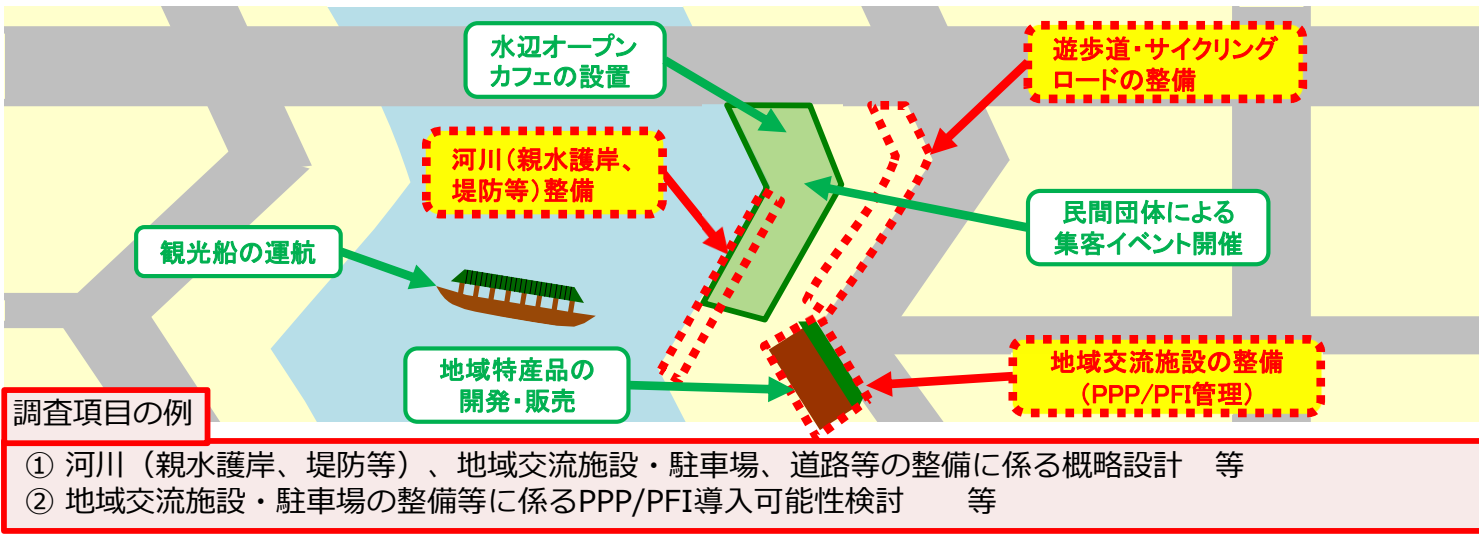 水辺オープン
カフェの設置
遊歩道・サイクリング
ロードの整備
河川(親水護岸、
堤防等)整備
民間団体による
集客イベント開催
観光船の運航
地域特産品の
開発・販売
地域交流施設の整備
(PPP/PFI管理)
調査項目の例
① 河川（親水護岸、堤防等）、地域交流施設・駐車場、道路等の整備に係る概略設計　等
② 地域交流施設・駐車場の整備等に係るPPP/PFI導入可能性検討　　等